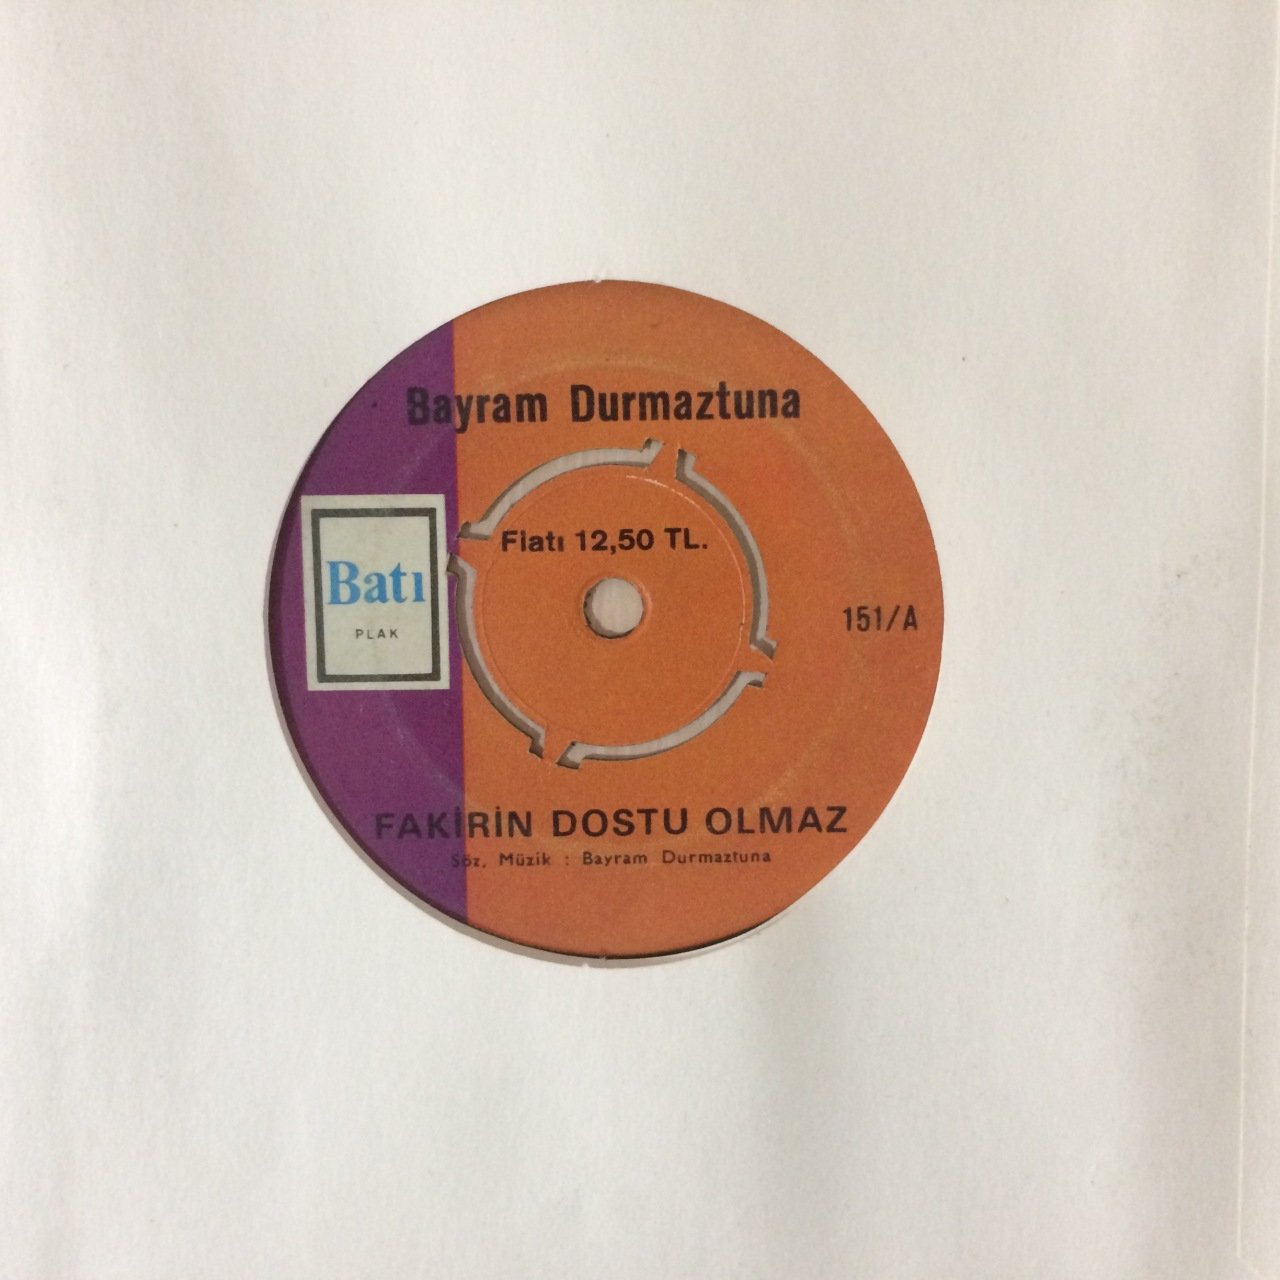 Bayram Durmaztuna
Fiatı 12,50 TL.
Batı
PLAK
151/A
FAKİRİN DOSTU OLMAZ
Söz, Müzik : Bayram Durmaztuna